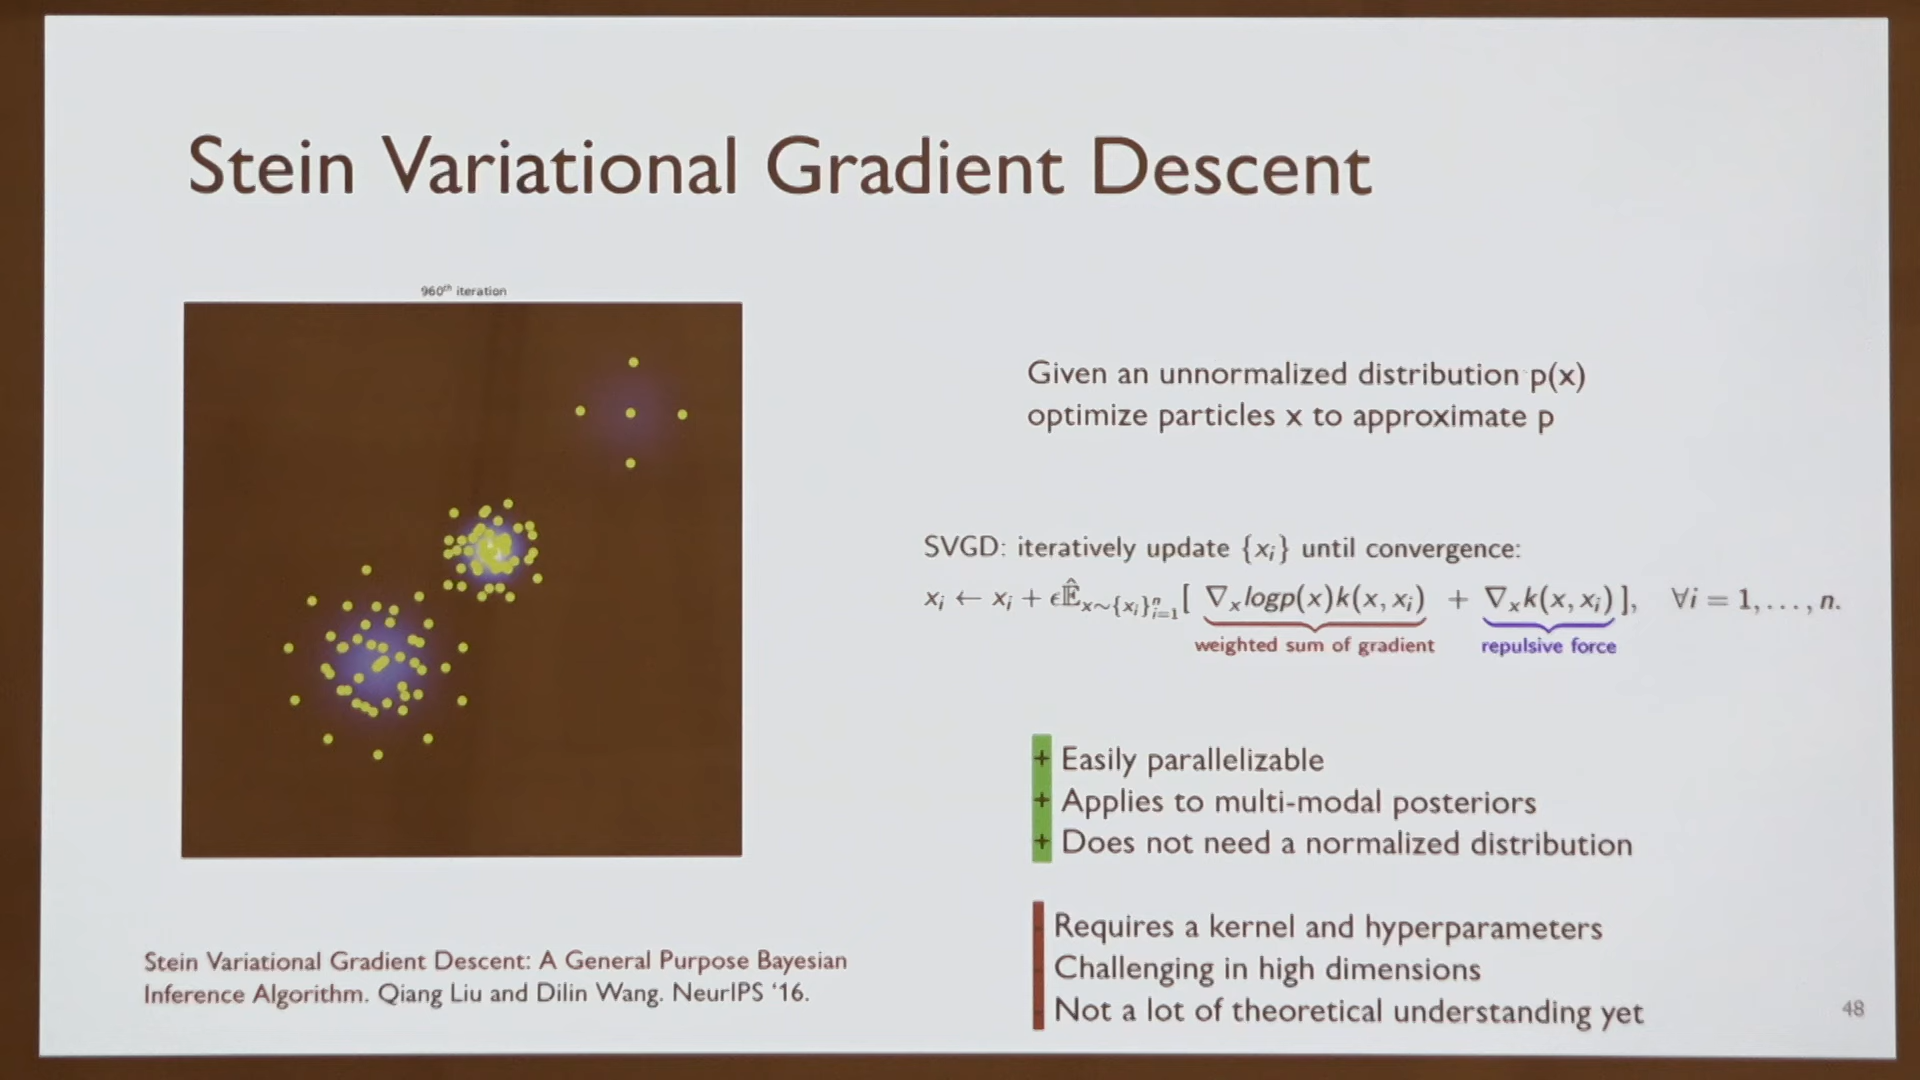 Stein Variational Gradient Descent
960th iteration
Given an unnormalized distribution p(x)
optimize particles x to approximate p
SVGD: iteratively update {xᵢ} until convergence:
xᵢ ← xᵢ + ϵÊ_{x∼{xᵢ}ⁿᵢ₌₁}[ ∇ₓlogp(x)k(x, xᵢ) + ∇ₓk(x, xᵢ) ], ∀i = 1, . . . , n.
weighted sum of gradient
repulsive force
+ Easily parallelizable
+ Applies to multi-modal posteriors
+ Does not need a normalized distribution
Requires a kernel and hyperparameters
Challenging in high dimensions
Not a lot of theoretical understanding yet
Stein Variational Gradient Descent: A General Purpose Bayesian
Inference Algorithm. Qiang Liu and Dilin Wang. NeurIPS ‘16.
48